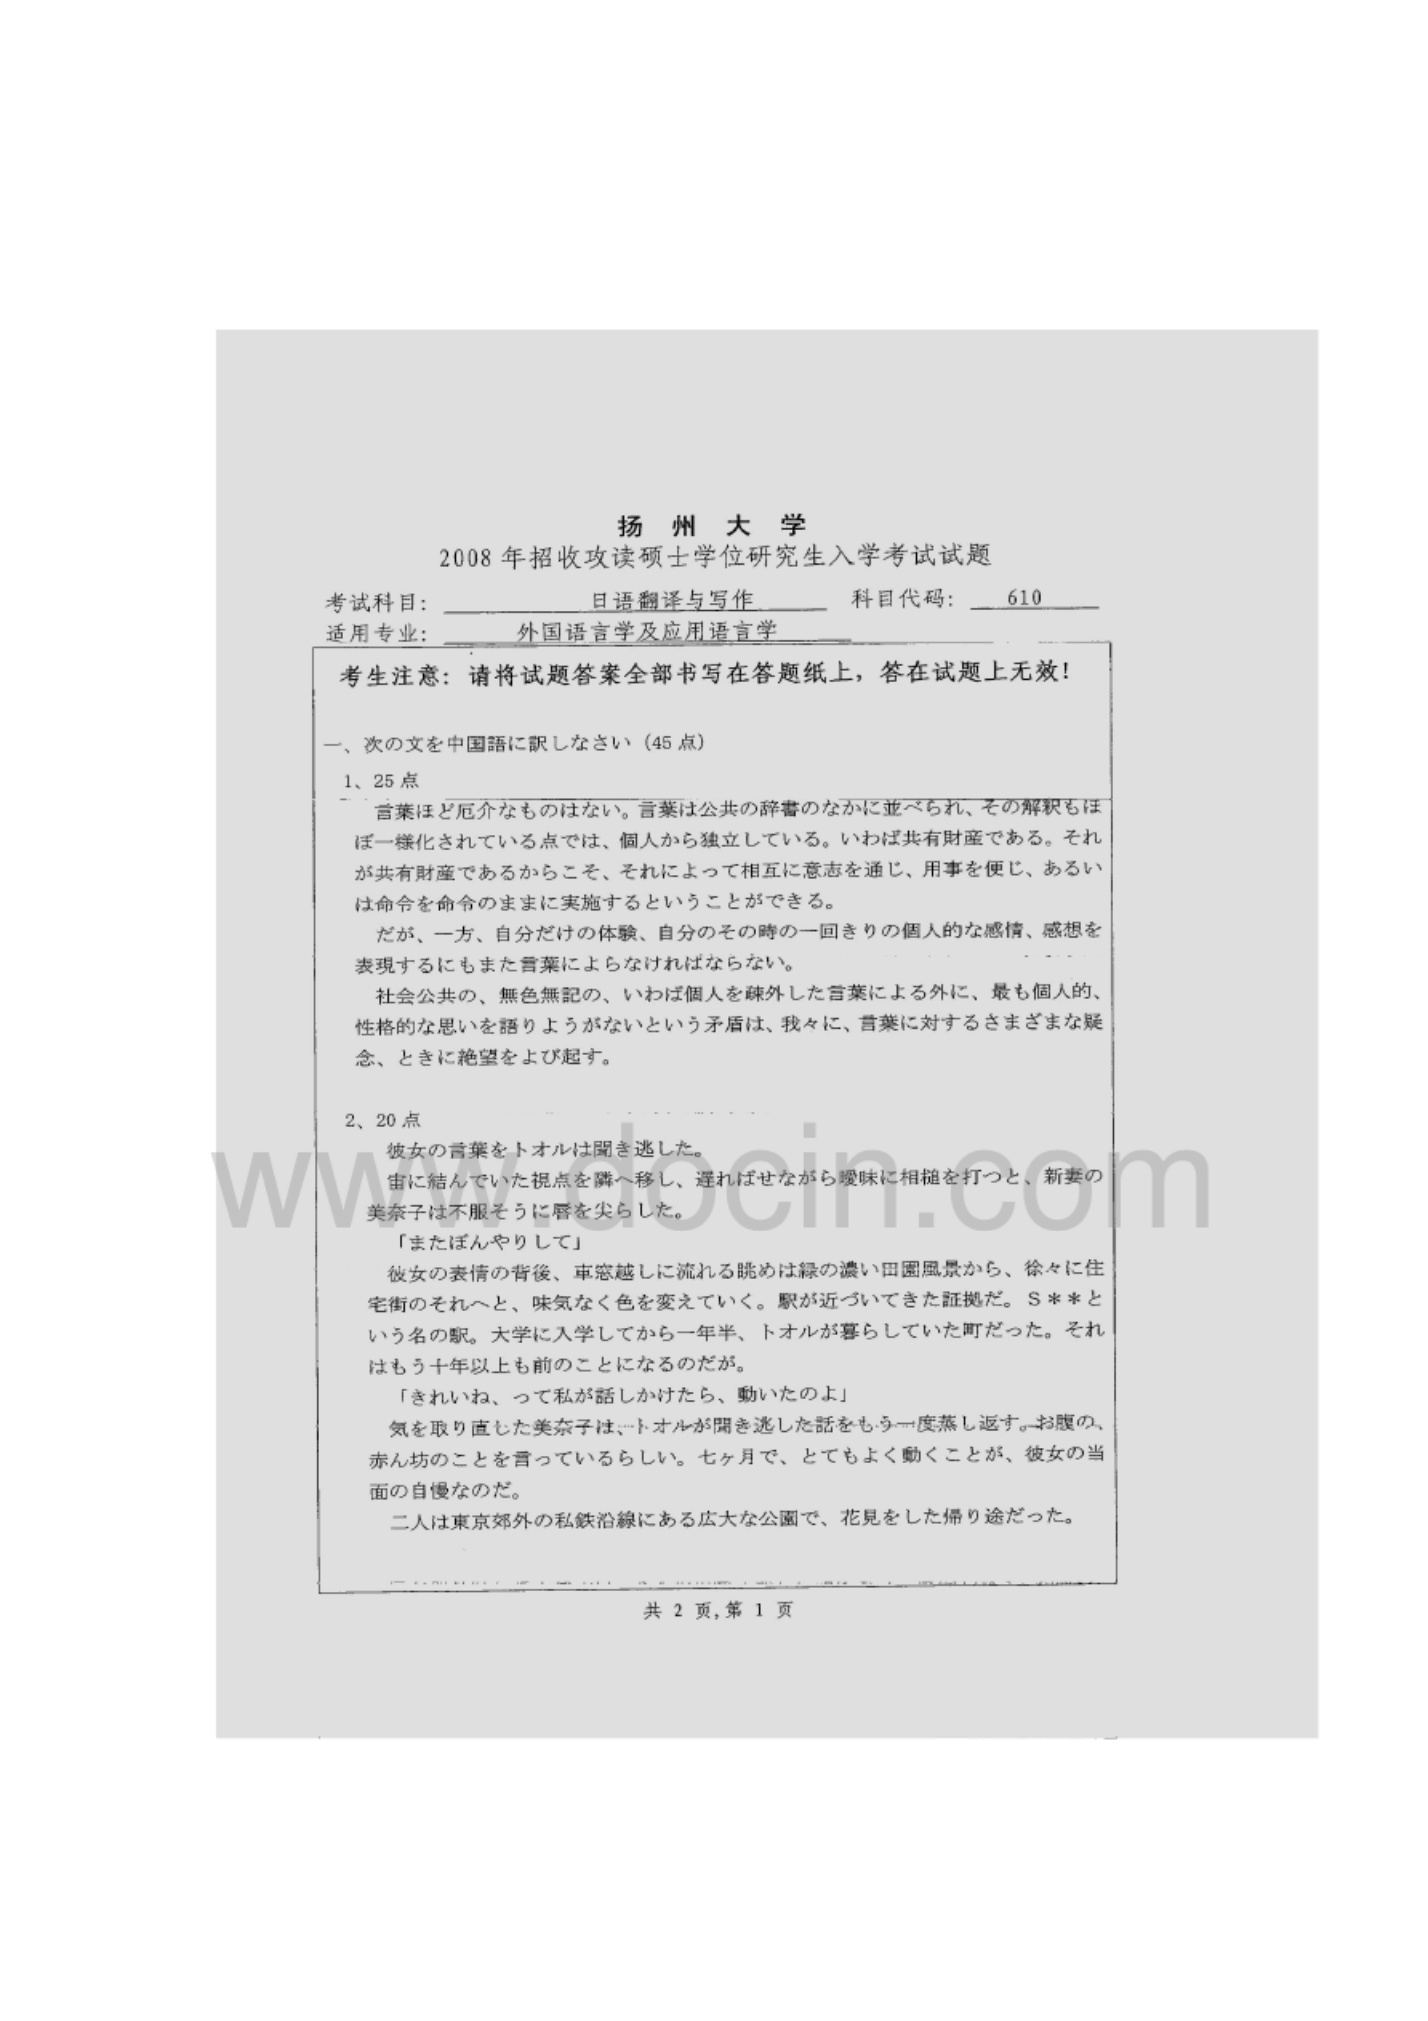 扬 州 大 学
2008 年招收攻读硕士学位研究生入学考试试题
考试科目: 日语翻译与写作 科目代码: 610
适用专业: 外国语言学及应用语言学
考生注意: 请将试题答案全部书写在答题纸上，答在试题上无效!
一、次の文を中国語に訳しなさい（45 点）
1、25 点
言葉ほど厄介なものはない。言葉は公共の辞書のなかに並べられ、その解釈もほ
ぼ一様化されている点では、個人から独立している。いわば共有財産である。それ
が共有財産であるからこそ、それによって相互に意志を通じ、用事を便じ、あるい
は命令を命令のままに実施するということができる。
だが、一方、自分だけの体験、自分のその時の一回きりの個人的な感情、感想を
表現するにもまた言葉によらなければならない。
社会公共の、無色無記の、いわば個人を疎外した言葉による外に、最も個人的、
性格的な思いを語りようがないという矛盾は、我々に、言葉に対するさまざまな疑
念、ときに絶望をよび起す。
2、20 点
彼女の言葉をトオルは聞き逃した。
宙に結んでいた視点を隣へ移し、遅ればせながら曖昧に相槌を打つと、新妻の
美奈子は不服そうに唇を尖らした。
「またぼんやりして」
彼女の表情の背後、車窓越しに流れる眺めは緑の濃い田園風景から、徐々に住
宅街のそれへと、味気なく色を変えていく。駅が近づいてきた証拠だ。Ｓ＊＊と
いう名の駅。大学に入学してから一年半、トオルが暮らしていた町だった。それ
はもう十年以上も前のことになるのだが。
「きれいね、って私が話しかけたら、動いたのよ」
気を取り直した美奈子は、トオルが聞き逃した話をもう一度蒸し返す。お腹の、
赤ん坊のことを言っているらしい。七ヶ月で、とてもよく動くことが、彼女の当
面の自慢なのだ。
二人は東京郊外の私鉄沿線にある広大な公園で、花見をした帰り途だった。
共 2 页,第 1 页
www.docin.com